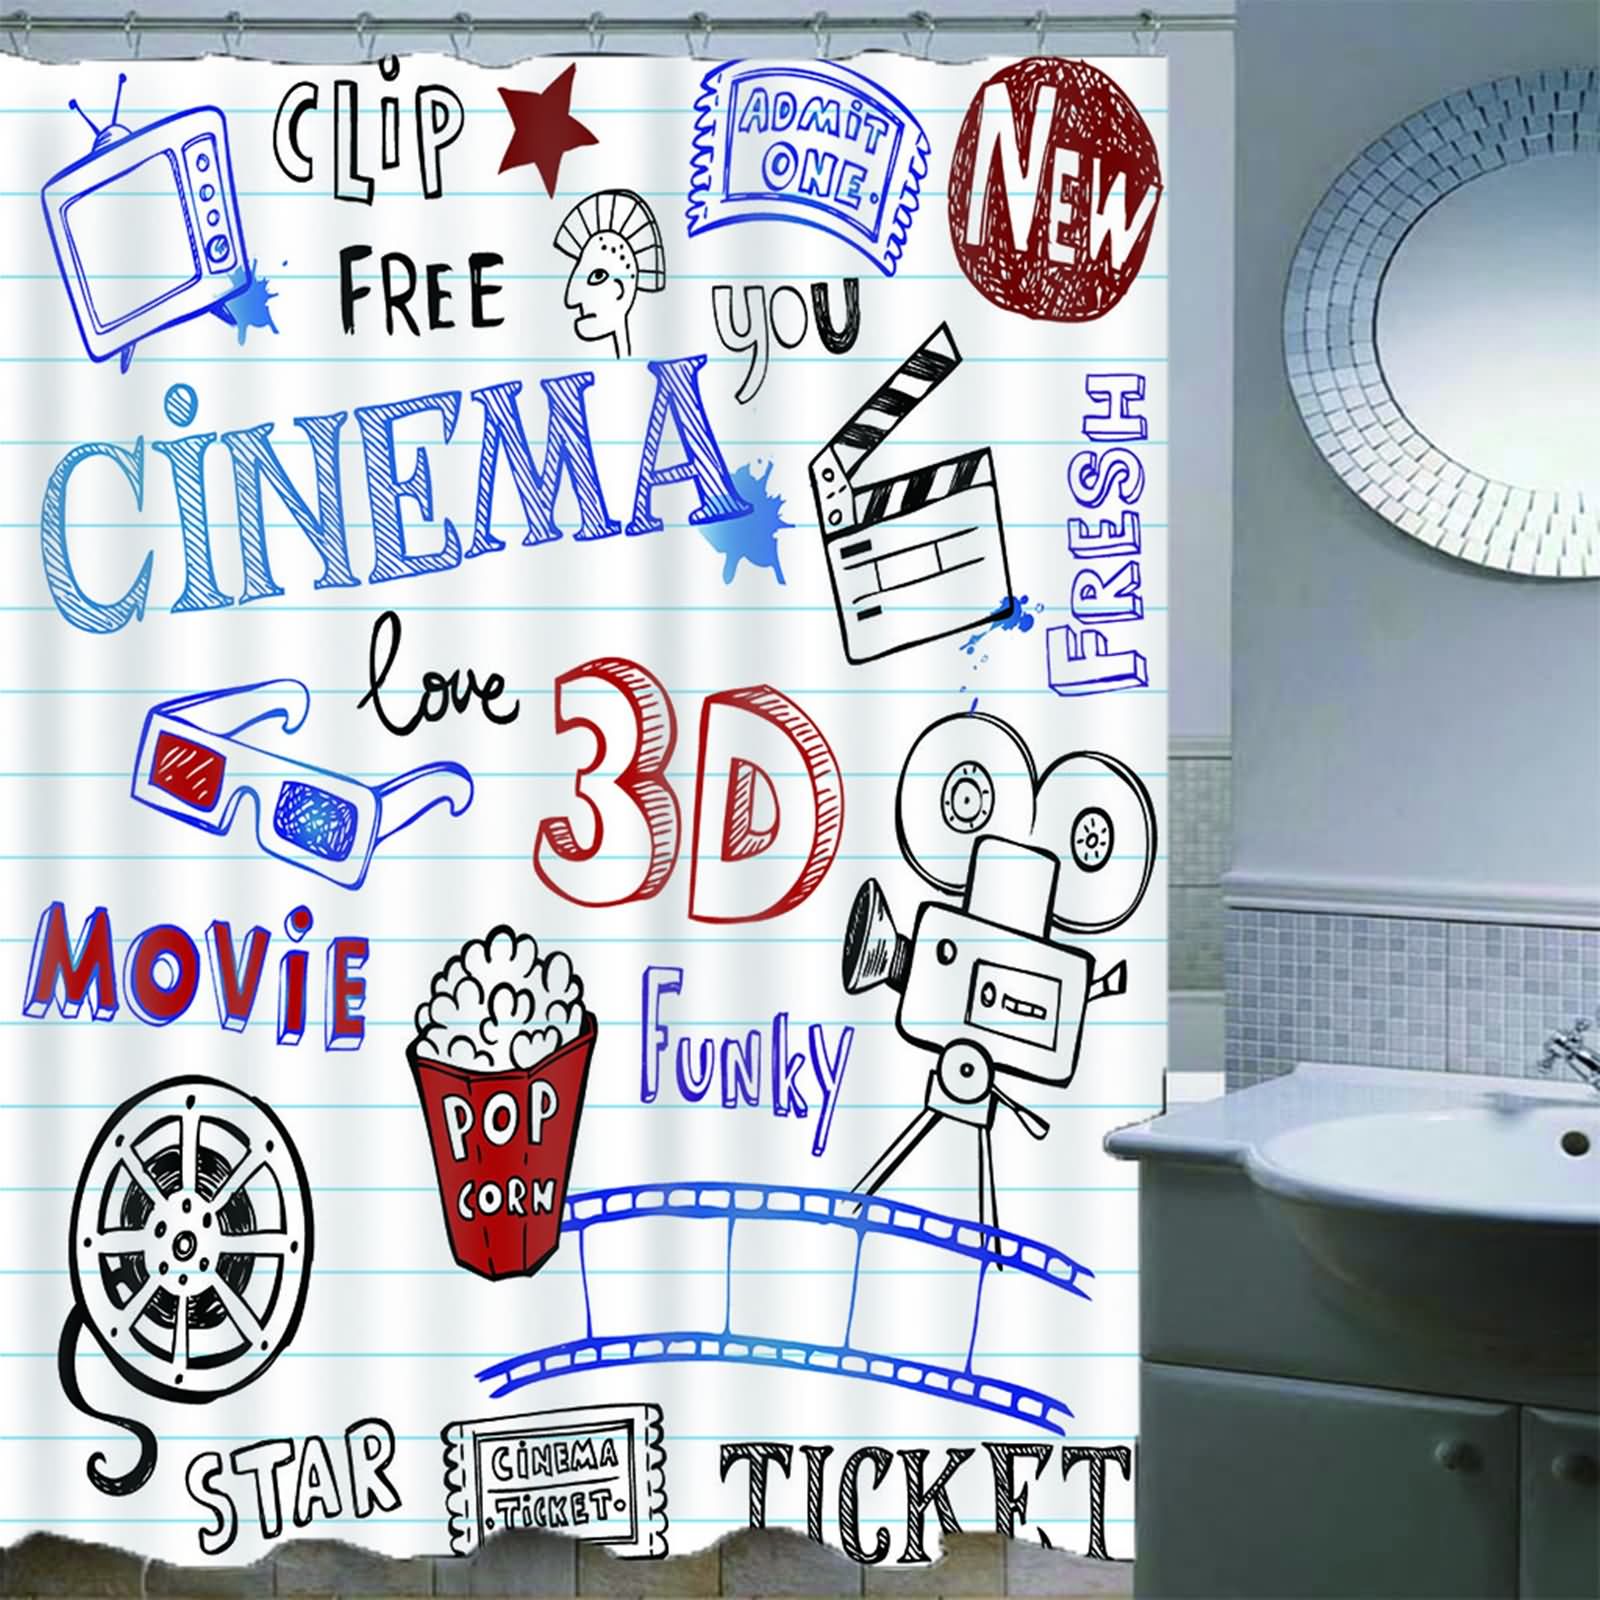 CLiP
ADMiT
ONE.
NEW
FREE
yoU
CiNEMA
FRESH
love
3D
MOViE
FUNKY
POP
CORN
STAR
CiNEMA
·TiCKET·
TICKET